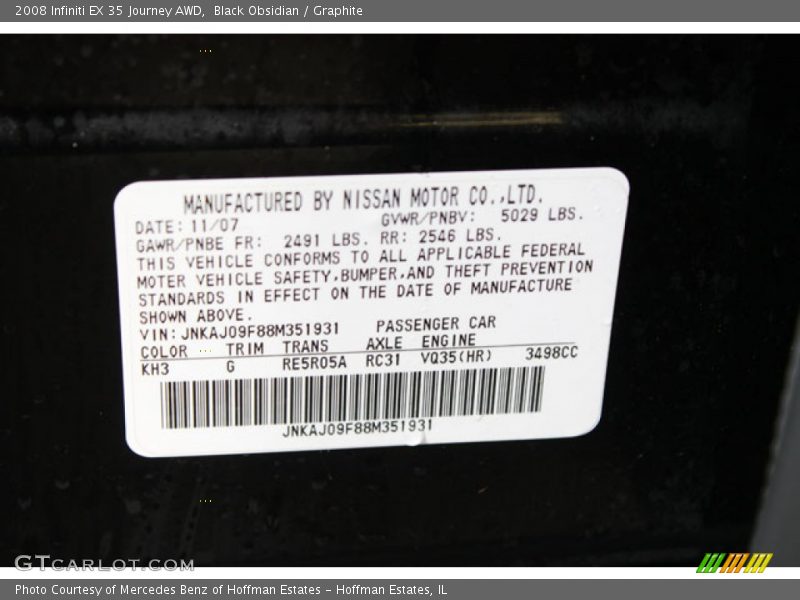 2008 Infiniti EX 35 Journey AWD,  Black Obsidian / Graphite
MANUFACTURED BY NISSAN MOTOR CO.,LTD.
DATE: 11/07 GVWR/PNBV: 5029 LBS.
GAWR/PNBE FR: 2491 LBS. RR: 2546 LBS.
THIS VEHICLE CONFORMS TO ALL APPLICABLE FEDERAL
MOTER VEHICLE SAFETY,BUMPER,AND THEFT PREVENTION
STANDARDS IN EFFECT ON THE DATE OF MANUFACTURE
SHOWN ABOVE.
VIN: JNKAJ09F88M351931 PASSENGER CAR
COLOR TRIM TRANS AXLE ENGINE
KH3 G RE5R05A RC31 VQ35(HR) 3498CC
JNKAJ09F88M351931
GTCARLOT.COM
Photo Courtesy of Mercedes Benz of Hoffman Estates - Hoffman Estates, IL